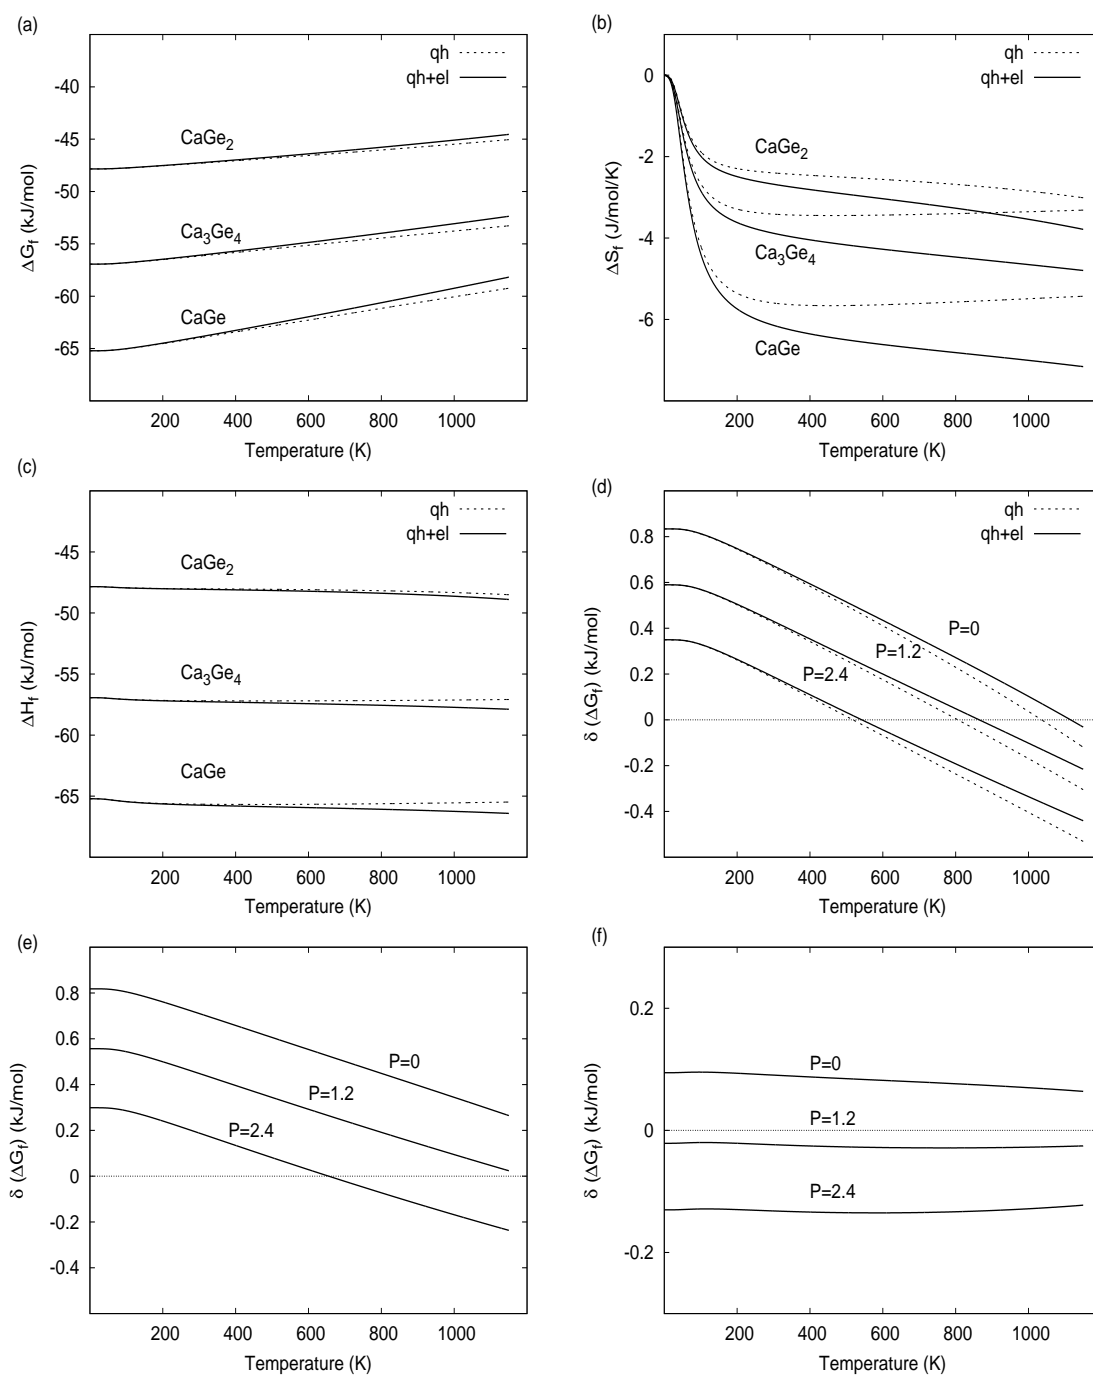 (a)
qh
qh+el
-40
-45
-50
-55
-60
-65
CaGe2
Ca3Ge4
CaGe
ΔGf (kJ/mol)
200 400 600 800 1000
Temperature (K)
(b)
qh
qh+el
0
-2
-4
-6
CaGe2
Ca3Ge4
CaGe
ΔSf (J/mol/K)
200 400 600 800 1000
Temperature (K)
(c)
qh
qh+el
-45
-50
-55
-60
-65
CaGe2
Ca3Ge4
CaGe
ΔHf (kJ/mol)
200 400 600 800 1000
Temperature (K)
(d)
qh
qh+el
0.8
0.6
0.4
0.2
0
-0.2
-0.4
P=0
P=1.2
P=2.4
δ (ΔGf) (kJ/mol)
200 400 600 800 1000
Temperature (K)
(e)
0.8
0.6
0.4
0.2
0
-0.2
-0.4
P=0
P=1.2
P=2.4
δ (ΔGf) (kJ/mol)
200 400 600 800 1000
Temperature (K)
(f)
0.2
0
-0.2
P=0
P=1.2
P=2.4
δ (ΔGf) (kJ/mol)
200 400 600 800 1000
Temperature (K)